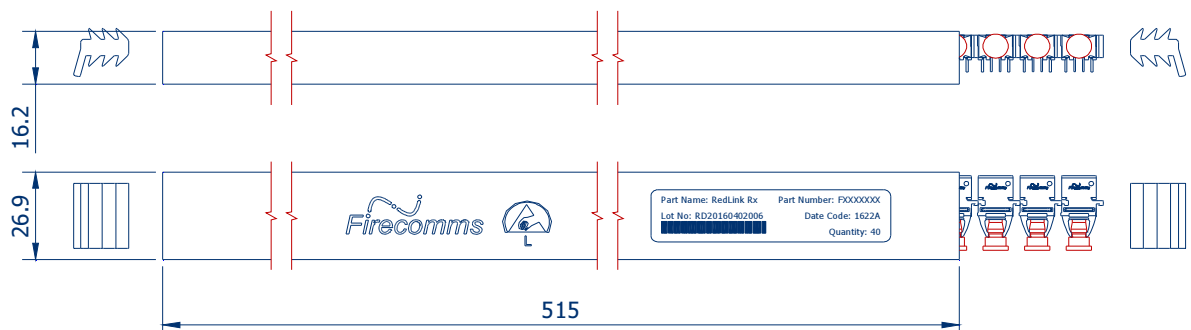 16.2
26.9
Firecomms
L
Part Name: RedLink Rx
Part Number: FXXXXXXX
Lot No: RD20160402006
Date Code: 1622A
Quantity: 40
515